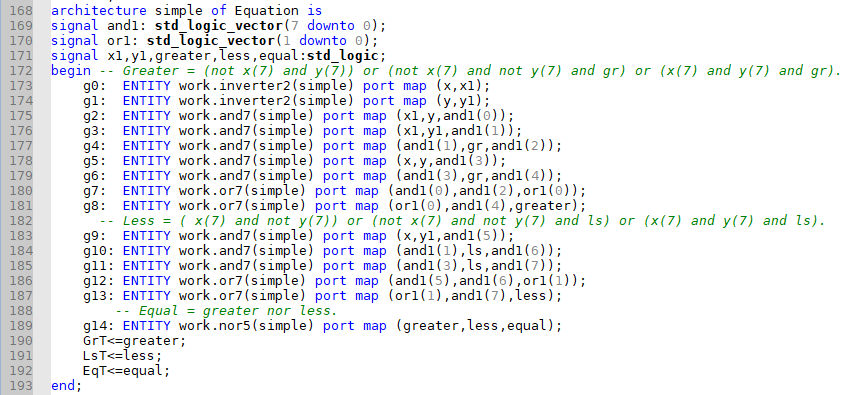 168 architecture simple of Equation is
169 signal and1: std_logic_vector(7 downto 0);
170 signal or1: std_logic_vector(1 downto 0);
171 signal x1,y1,greater,less,equal:std_logic;
172 begin -- Greater = (not x(7) and y(7)) or (not x(7) and not y(7) and gr) or (x(7) and y(7) and gr).
173 g0: ENTITY work.inverter2(simple) port map (x,x1);
174 g1: ENTITY work.inverter2(simple) port map (y,y1);
175 g2: ENTITY work.and7(simple) port map (x1,y,and1(0));
176 g3: ENTITY work.and7(simple) port map (x1,y1,and1(1));
177 g4: ENTITY work.and7(simple) port map (and1(1),gr,and1(2));
178 g5: ENTITY work.and7(simple) port map (x,y,and1(3));
179 g6: ENTITY work.and7(simple) port map (and1(3),gr,and1(4));
180 g7: ENTITY work.or7(simple) port map (and1(0),and1(2),or1(0));
181 g8: ENTITY work.or7(simple) port map (or1(0),and1(4),greater);
182 -- Less = ( x(7) and not y(7)) or (not x(7) and not y(7) and ls) or (x(7) and y(7) and ls).
183 g9: ENTITY work.and7(simple) port map (x,y1,and1(5));
184 g10: ENTITY work.and7(simple) port map (and1(1),ls,and1(6));
185 g11: ENTITY work.and7(simple) port map (and1(3),ls,and1(7));
186 g12: ENTITY work.or7(simple) port map (and1(5),and1(6),or1(1));
187 g13: ENTITY work.or7(simple) port map (or1(1),and1(7),less);
188 -- Equal = greater nor less.
189 g14: ENTITY work.nor5(simple) port map (greater,less,equal);
190 GrT<=greater;
191 LsT<=less;
192 EqT<=equal;
193 end;